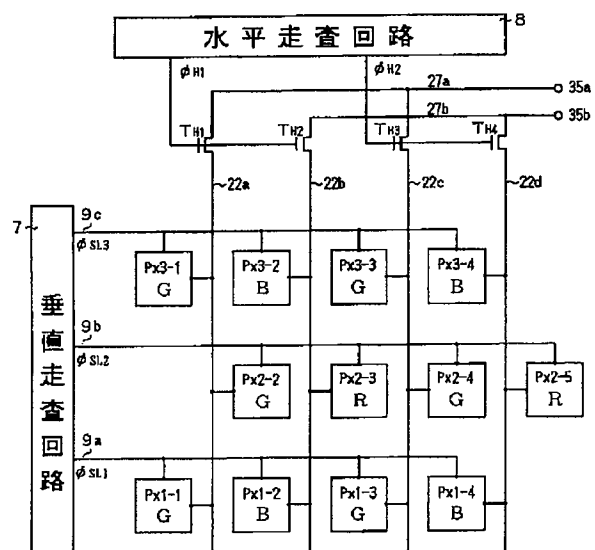 8
水平走査回路
φH1 φH2
27a 35a
27b 35b
TH1 TH2 TH3 TH4
22a 22b 22c 22d
7 9c
φSL3
Px3-1 Px3-2 Px3-3 Px3-4
G B G B
垂直走査回路
9b
φSL2
Px2-2 Px2-3 Px2-4 Px2-5
G R G R
9a
φSL1
Px1-1 Px1-2 Px1-3 Px1-4
G B G B